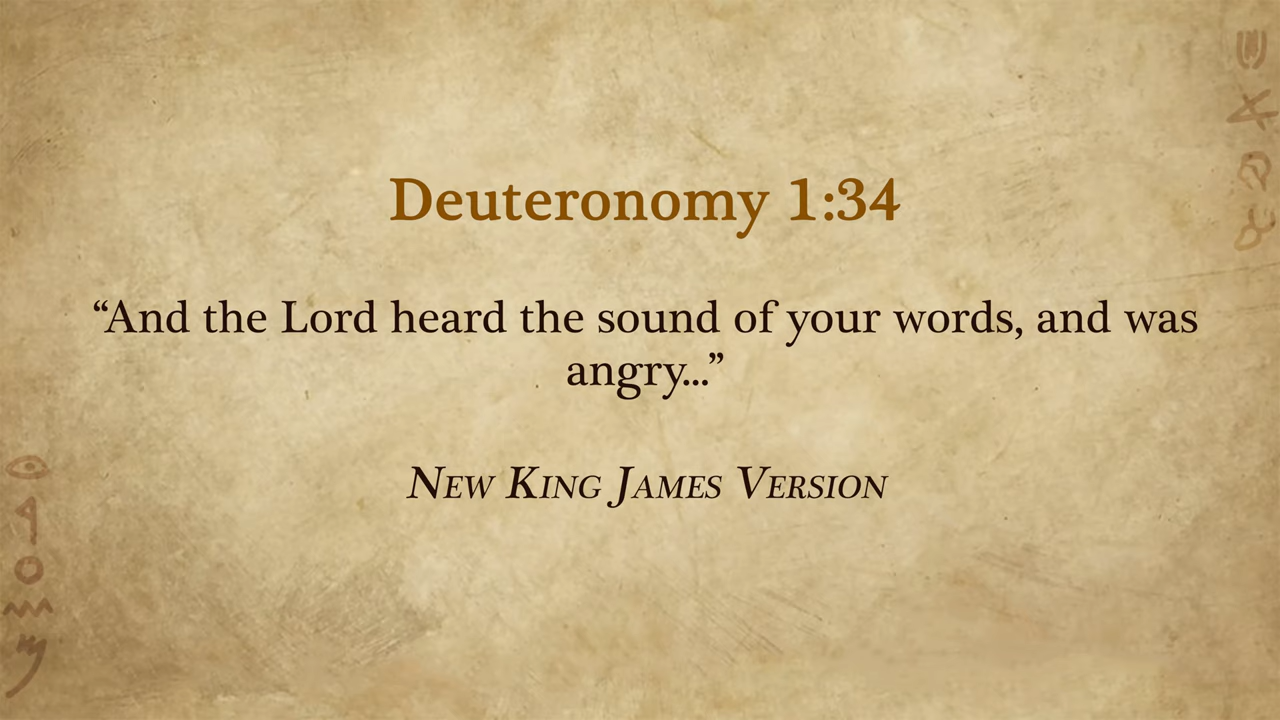 Deuteronomy 1:34
“And the Lord heard the sound of your words, and was
angry...”
New King James Version